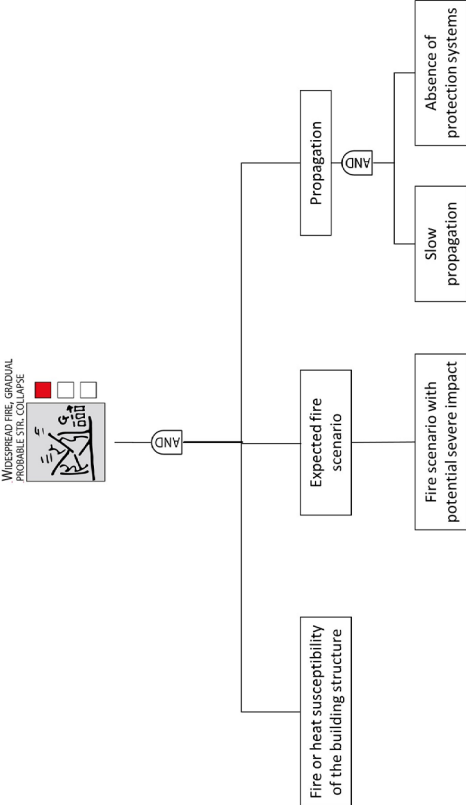 WIDESPREAD FIRE, GRADUAL
PROBABLE STR. COLLAPSE
AND
Fire or heat susceptibility
of the building structure
Expected fire
scenario
Propagation
AND
Fire scenario with
potential severe impact
Slow
propagation
Absence of
protection systems